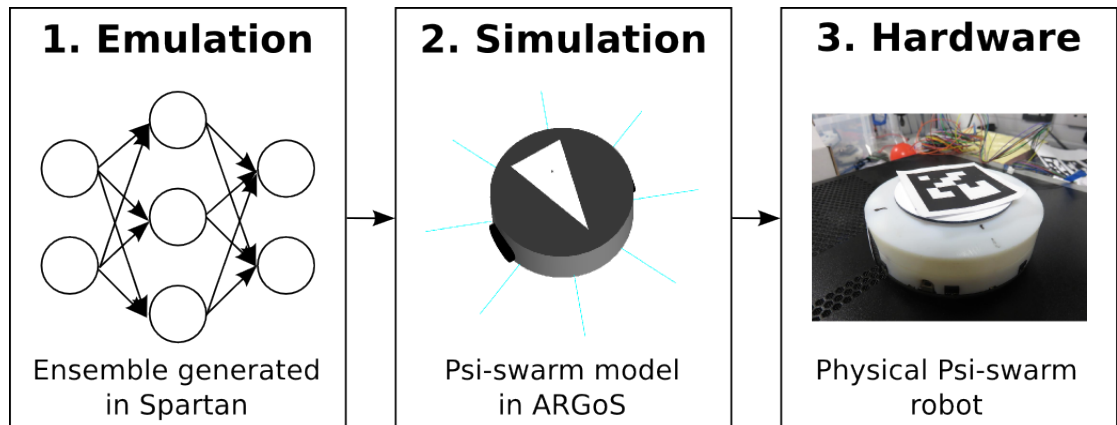 1. Emulation
Ensemble generated
in Spartan
2. Simulation
Psi-swarm model
in ARGoS
3. Hardware
Physical Psi-swarm
robot